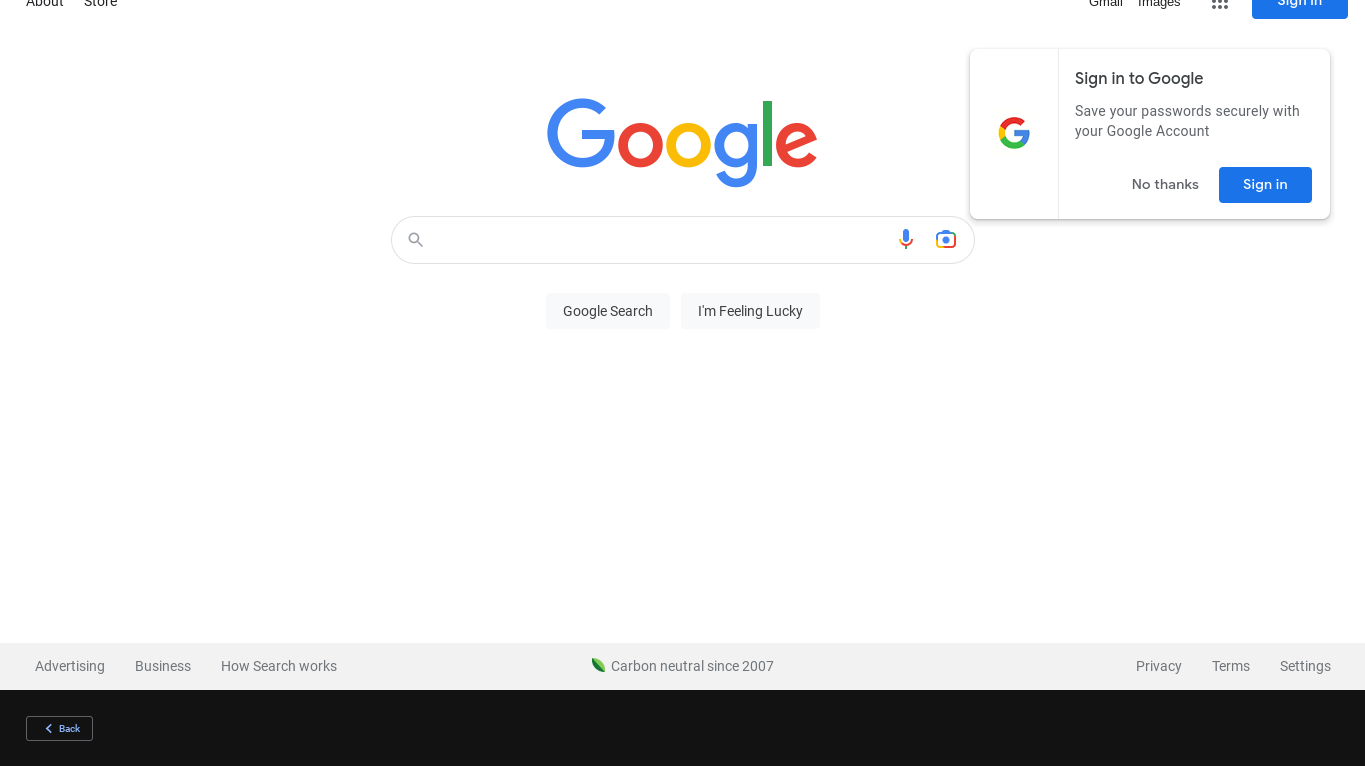 About Store Gmail Images Sign in
Sign in to Google
Save your passwords securely with
your Google Account
No thanks Sign in
Google
Google Search I'm Feeling Lucky
Advertising Business How Search works Carbon neutral since 2007 Privacy Terms Settings
Back